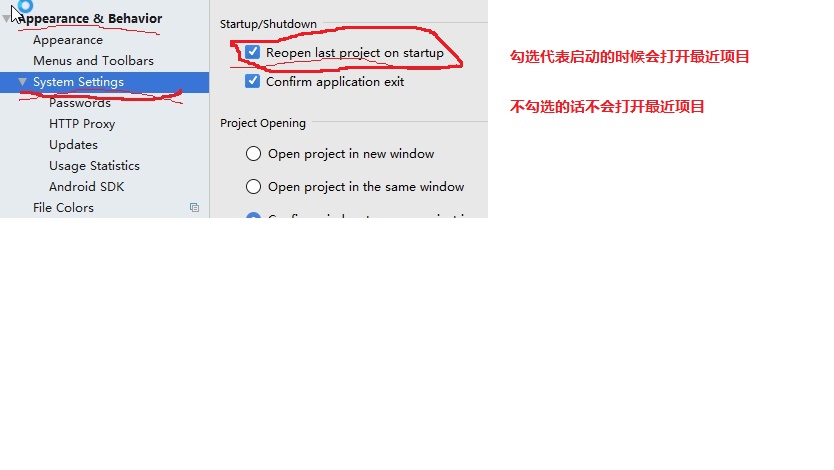 Appearance & Behavior
Appearance
Menus and Toolbars
System Settings
Passwords
HTTP Proxy
Updates
Usage Statistics
Android SDK
File Colors
Startup/Shutdown
Reopen last project on startup
Confirm application exit
Project Opening
Open project in new window
Open project in the same window
勾选代表启动的时候会打开最近项目
不勾选的话不会打开最近项目